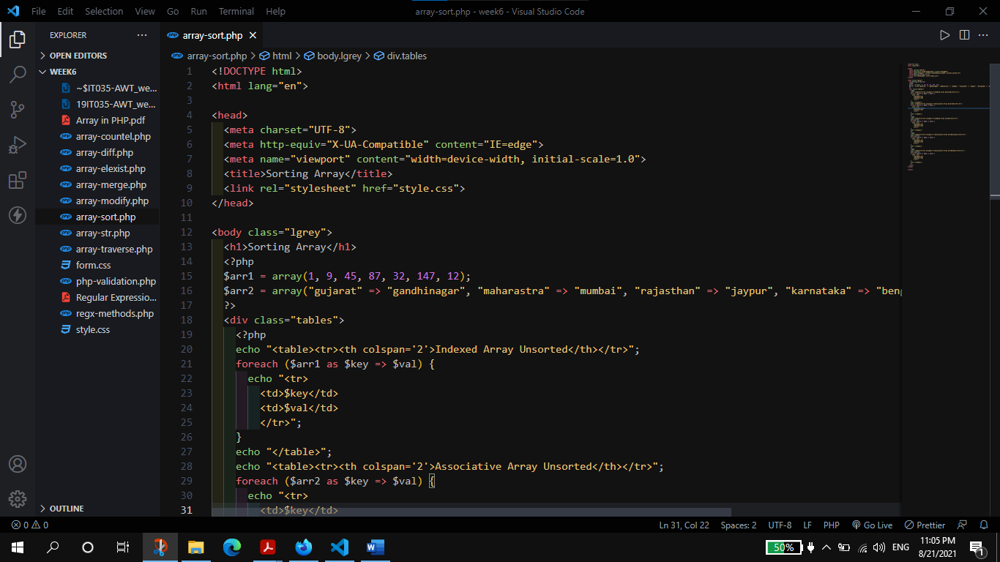 File Edit Selection View Go Run Terminal Help
array-sort.php - week6 - Visual Studio Code
EXPLORER
OPEN EDITORS
WEEK6
~$IT035-AWT_we...
19IT035-AWT_we...
Array in PHP.pdf
array-countel.php
array-diff.php
array-elexist.php
array-merge.php
array-modify.php
array-sort.php
array-str.php
array-traverse.php
form.css
php-validation.php
Regular Expressio...
regx-methods.php
style.css
OUTLINE
array-sort.php
array-sort.php > html > body.lgrey > div.tables
1 <!DOCTYPE html>
2 <html lang="en">
3
4 <head>
5 <meta charset="UTF-8">
6 <meta http-equiv="X-UA-Compatible" content="IE=edge">
7 <meta name="viewport" content="width=device-width, initial-scale=1.0">
8 <title>Sorting Array</title>
9 <link rel="stylesheet" href="style.css">
10 </head>
11
12 <body class="lgrey">
13 <h1>Sorting Array</h1>
14 <?php
15 $arr1 = array(1, 9, 45, 87, 32, 147, 12);
16 $arr2 = array("gujarat" => "gandhinagar", "maharastra" => "mumbai", "rajasthan" => "jaypur", "karnataka" => "beng
17 ?>
18 <div class="tables">
19 <?php
20 echo "<table><tr><th colspan='2'>Indexed Array Unsorted</th></tr>";
21 foreach ($arr1 as $key => $val) {
22 echo "<tr>
23 <td>$key</td>
24 <td>$val</td>
25 </tr>";
26 }
27 echo "</table>";
28 echo "<table><tr><th colspan='2'>Associative Array Unsorted</th></tr>";
29 foreach ($arr2 as $key => $val) {
30 echo "<tr>
31 <td>$key</td>
0 0
Ln 31, Col 22 Spaces: 2 UTF-8 LF PHP Go Live Prettier
50% ENG
11:05 PM
8/21/2021
1